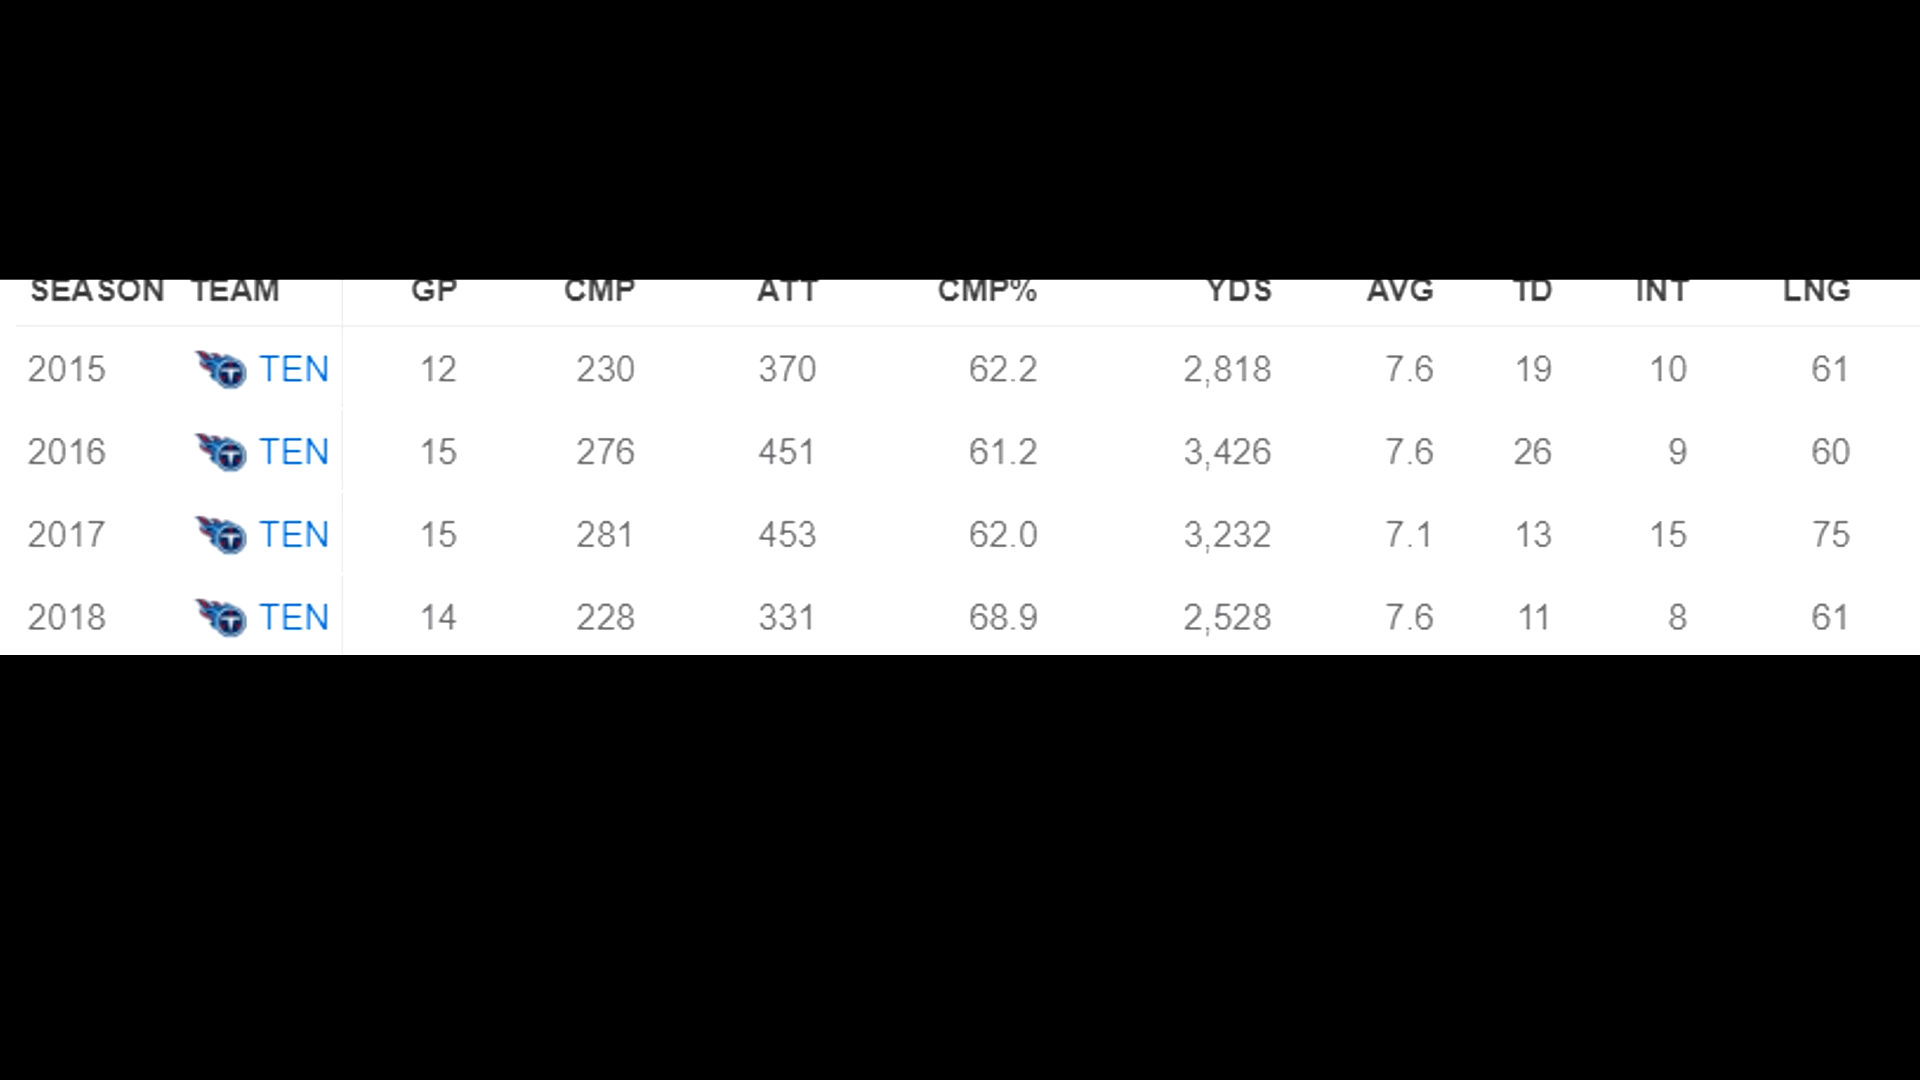 SEASON TEAM GP CMP ATT CMP% YDS AVG TD INT LNG
2015 TEN 12 230 370 62.2 2,818 7.6 19 10 61
2016 TEN 15 276 451 61.2 3,426 7.6 26 9 60
2017 TEN 15 281 453 62.0 3,232 7.1 13 15 75
2018 TEN 14 228 331 68.9 2,528 7.6 11 8 61